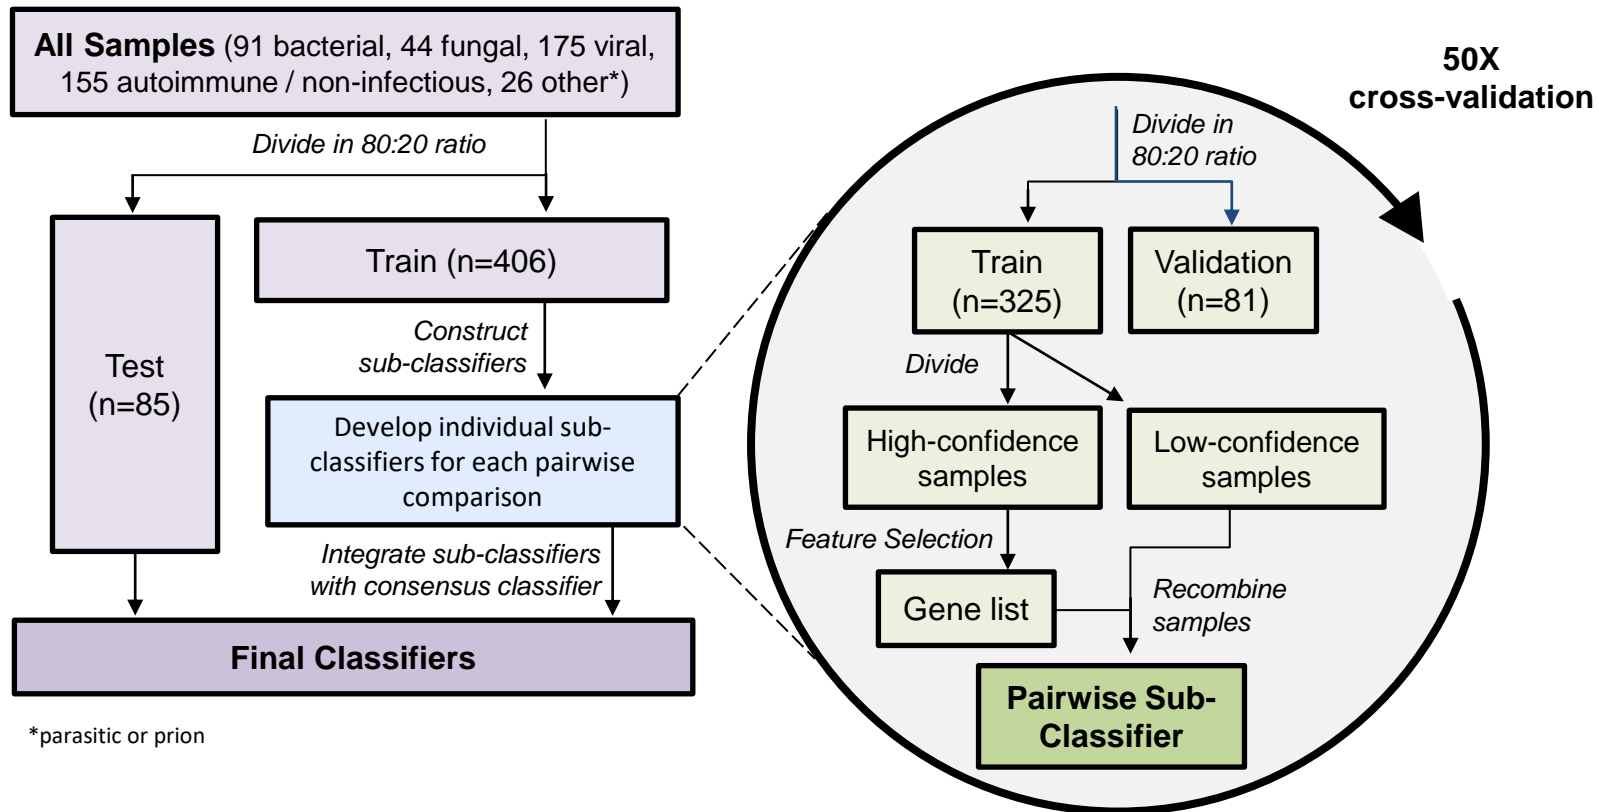 All Samples (91 bacterial, 44 fungal, 175 viral,
155 autoimmune / non-infectious, 26 other*)
Divide in 80:20 ratio
Test
(n=85)
Train (n=406)
Construct
sub-classifiers
Develop individual sub-
classifiers for each pairwise
comparison
Integrate sub-classifiers
with consensus classifier
Final Classifiers
*parasitic or prion
50X
cross-validation
Divide in
80:20 ratio
Train
(n=325)
Validation
(n=81)
Divide
High-confidence
samples
Low-confidence
samples
Feature Selection
Gene list
Recombine
samples
Pairwise Sub-
Classifier